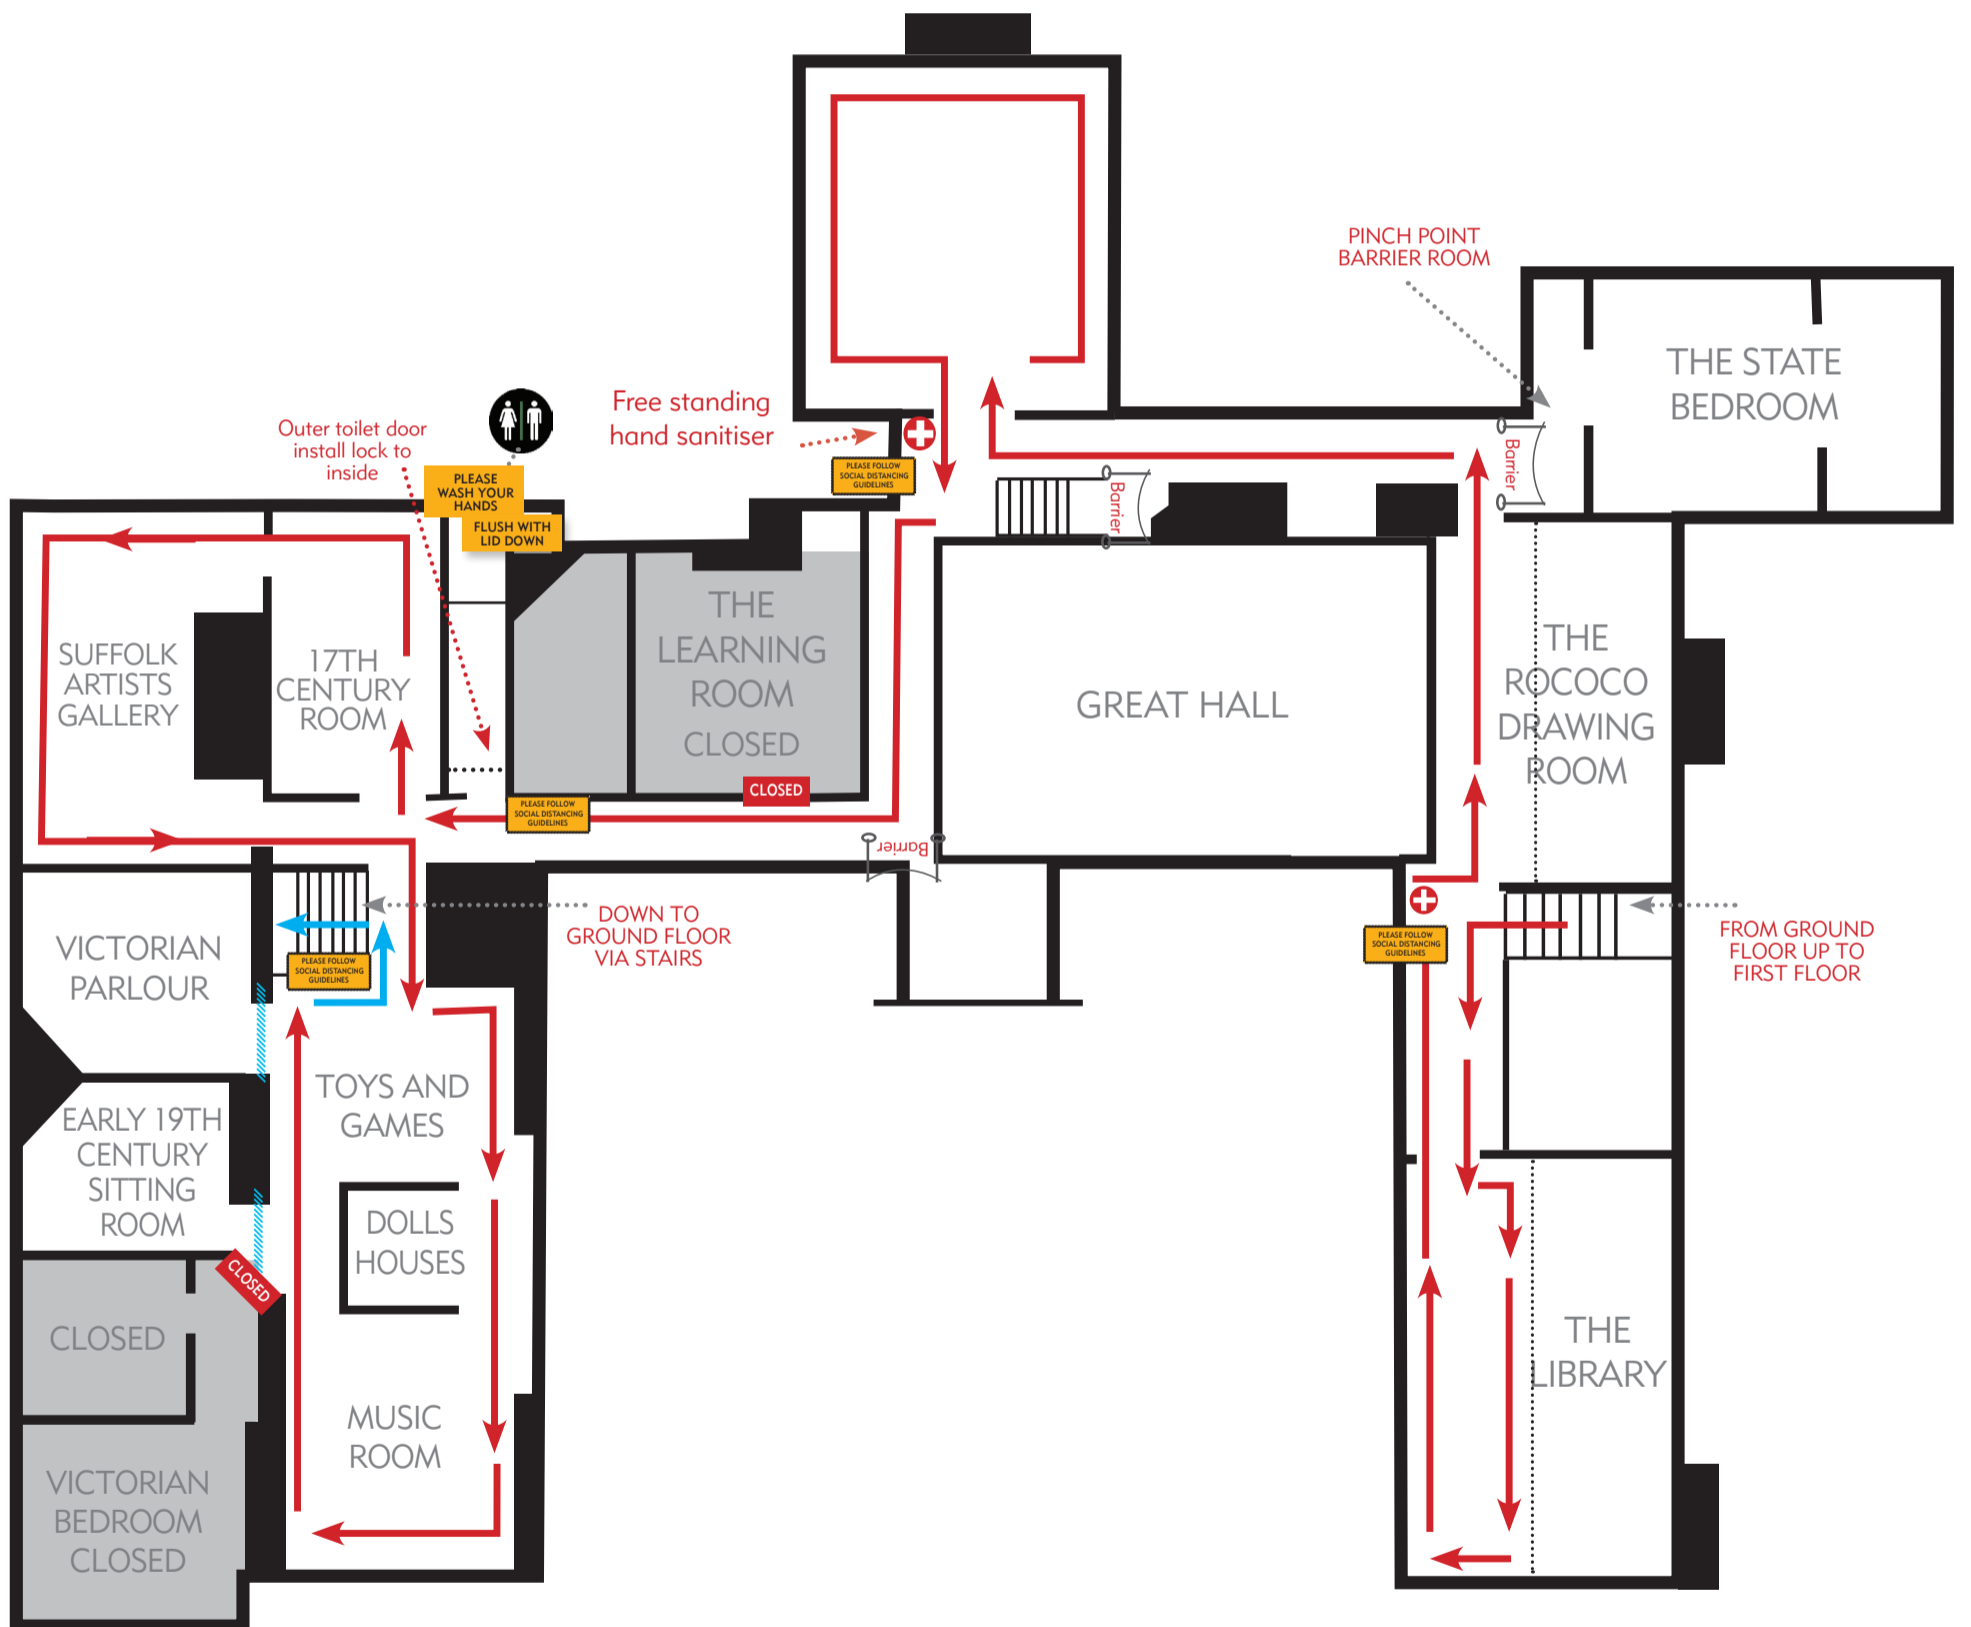 PINCH POINT
BARRIER ROOM
THE STATE
BEDROOM
Barrier
Free standing
hand sanitiser
PLEASE FOLLOW
SOCIAL DISTANCING
GUIDELINES
Outer toilet door
install lock to
inside
PLEASE
WASH YOUR
HANDS
FLUSH WITH
LID DOWN
Barrier
SUFFOLK
ARTISTS
GALLERY
17TH
CENTURY
ROOM
THE
LEARNING
ROOM
CLOSED
CLOSED
GREAT HALL
THE
ROCOCO
DRAWING
ROOM
PLEASE FOLLOW
SOCIAL DISTANCING
GUIDELINES
Barrier
VICTORIAN
PARLOUR
PLEASE FOLLOW
SOCIAL DISTANCING
GUIDELINES
DOWN TO
GROUND FLOOR
VIA STAIRS
PLEASE FOLLOW
SOCIAL DISTANCING
GUIDELINES
FROM GROUND
FLOOR UP TO
FIRST FLOOR
TOYS AND
GAMES
EARLY 19TH
CENTURY
SITTING
ROOM
DOLLS
HOUSES
CLOSED
CLOSED
THE
LIBRARY
MUSIC
ROOM
VICTORIAN
BEDROOM
CLOSED